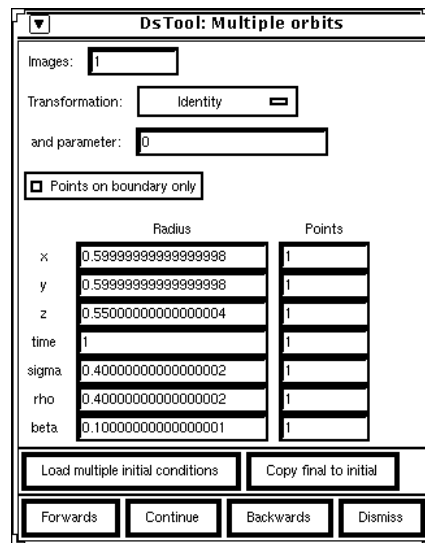 DsTool: Multiple orbits
Images: 1
Transformation: Identity
and parameter: 0
Points on boundary only
Radius Points
x 0.59999999999999998 1
y 0.59999999999999998 1
z 0.55000000000000004 1
time 1 1
sigma 0.40000000000000002 1
rho 0.40000000000000002 1
beta 0.10000000000000001 1
Load multiple initial conditions Copy final to initial
Forwards Continue Backwards Dismiss